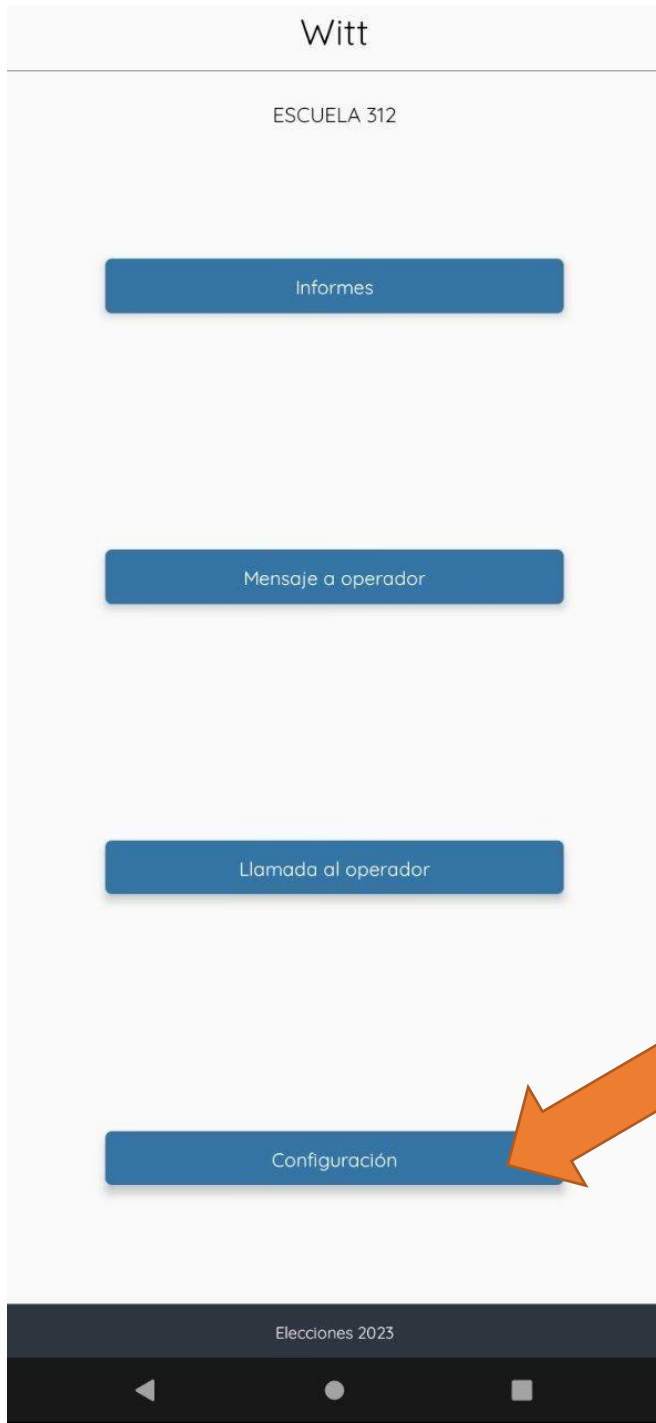 Witt
ESCUELA 312
Informes
Mensaje a operador
Llamada al operador
Configuración
Elecciones 2023